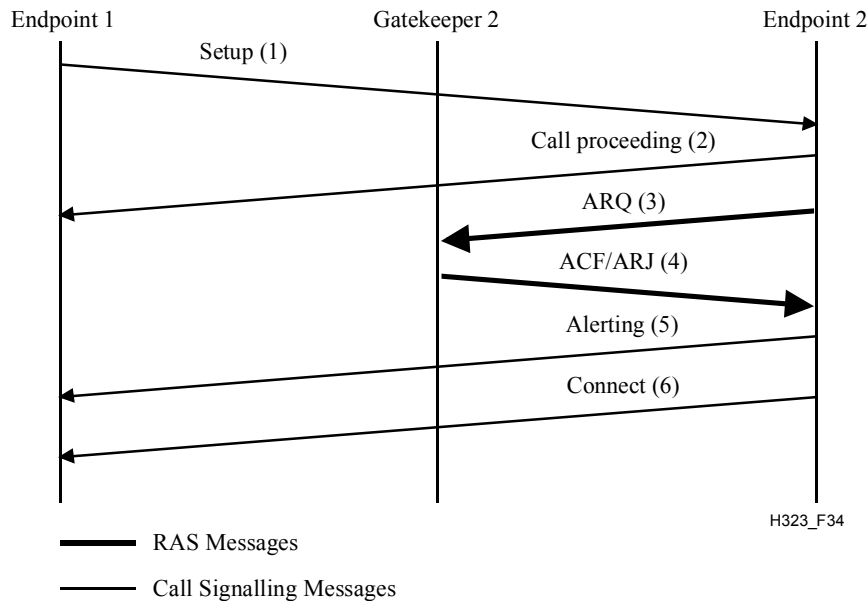 Endpoint 1
Gatekeeper 2
Endpoint 2
Setup (1)
Call proceeding (2)
ARQ (3)
ACF/ARJ (4)
Alerting (5)
Connect (6)
H323_F34
RAS Messages
Call Signalling Messages